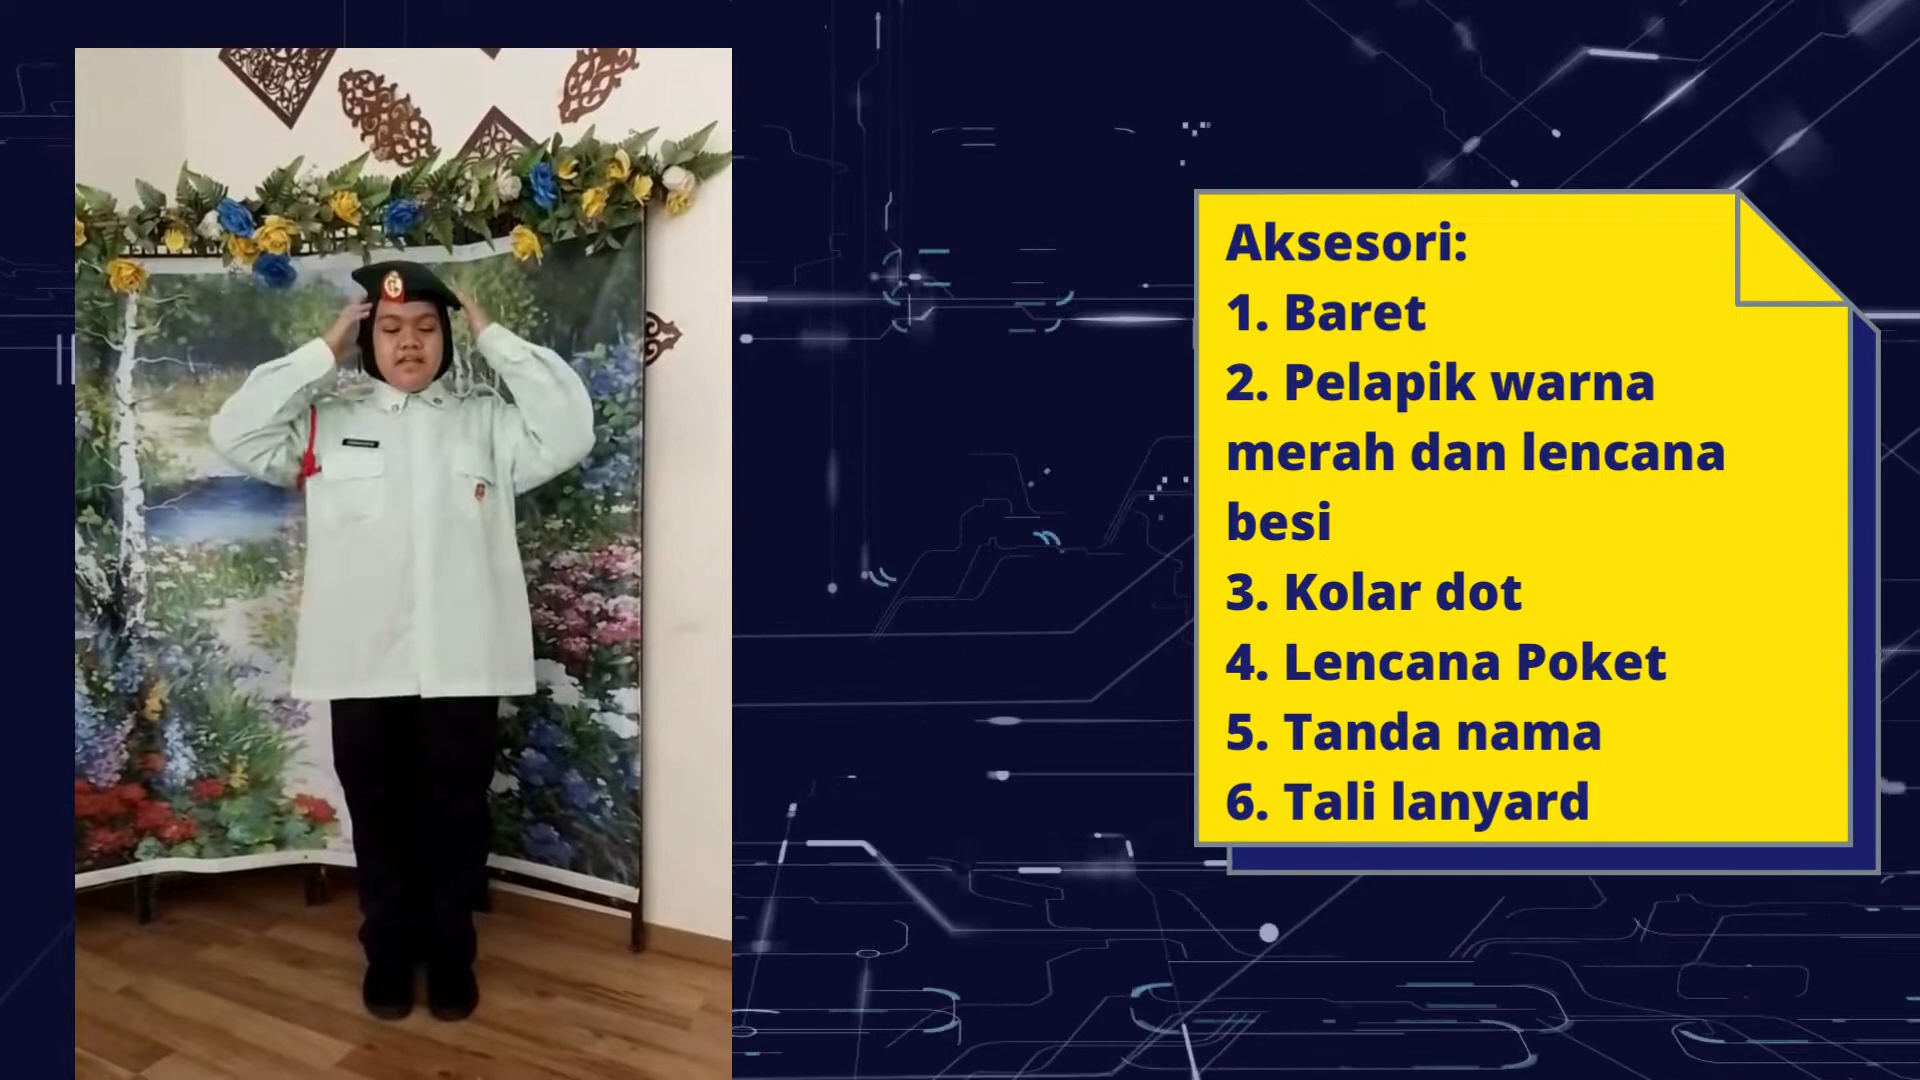 Aksesori:
1. Baret
2. Pelapik warna
merah dan lencana
besi
3. Kolar dot
4. Lencana Poket
5. Tanda nama
6. Tali lanyard